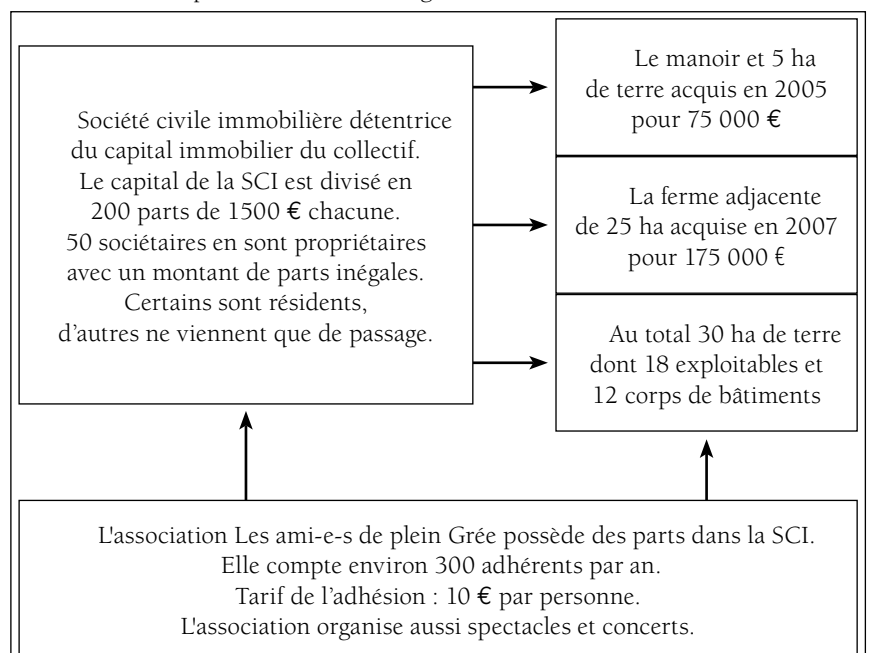 Société civile immobilière détentrice
du capital immobilier du collectif.
Le capital de la SCI est divisé en
200 parts de 1500 € chacune.
50 sociétaires en sont propriétaires
avec un montant de parts inégales.
Certains sont résidents,
d'autres ne viennent que de passage.
Le manoir et 5 ha
de terre acquis en 2005
pour 75 000 €
La ferme adjacente
de 25 ha acquise en 2007
pour 175 000 €
Au total 30 ha de terre
dont 18 exploitables et
12 corps de bâtiments
L'association Les ami-e-s de plein Grée possède des parts dans la SCI.
Elle compte environ 300 adhérents par an.
Tarif de l'adhésion : 10 € par personne.
L'association organise aussi spectacles et concerts.